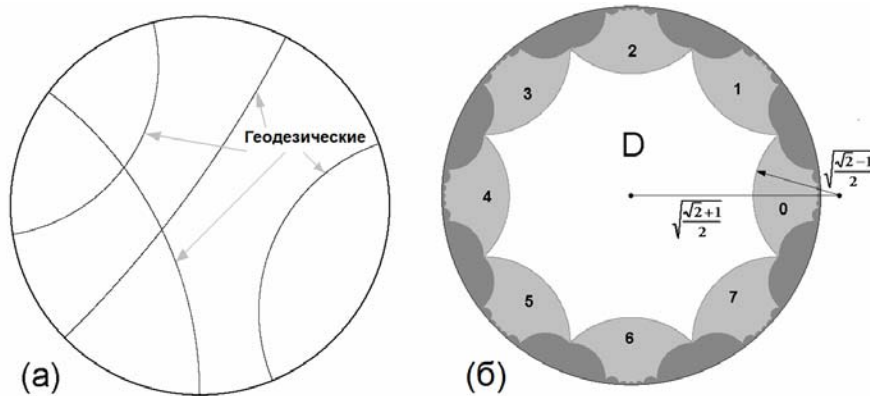 Геодезические
(а)
2
3
1
D
4
0
√((√2−1)/2)
√((√2+1)/2)
5
7
6
(б)